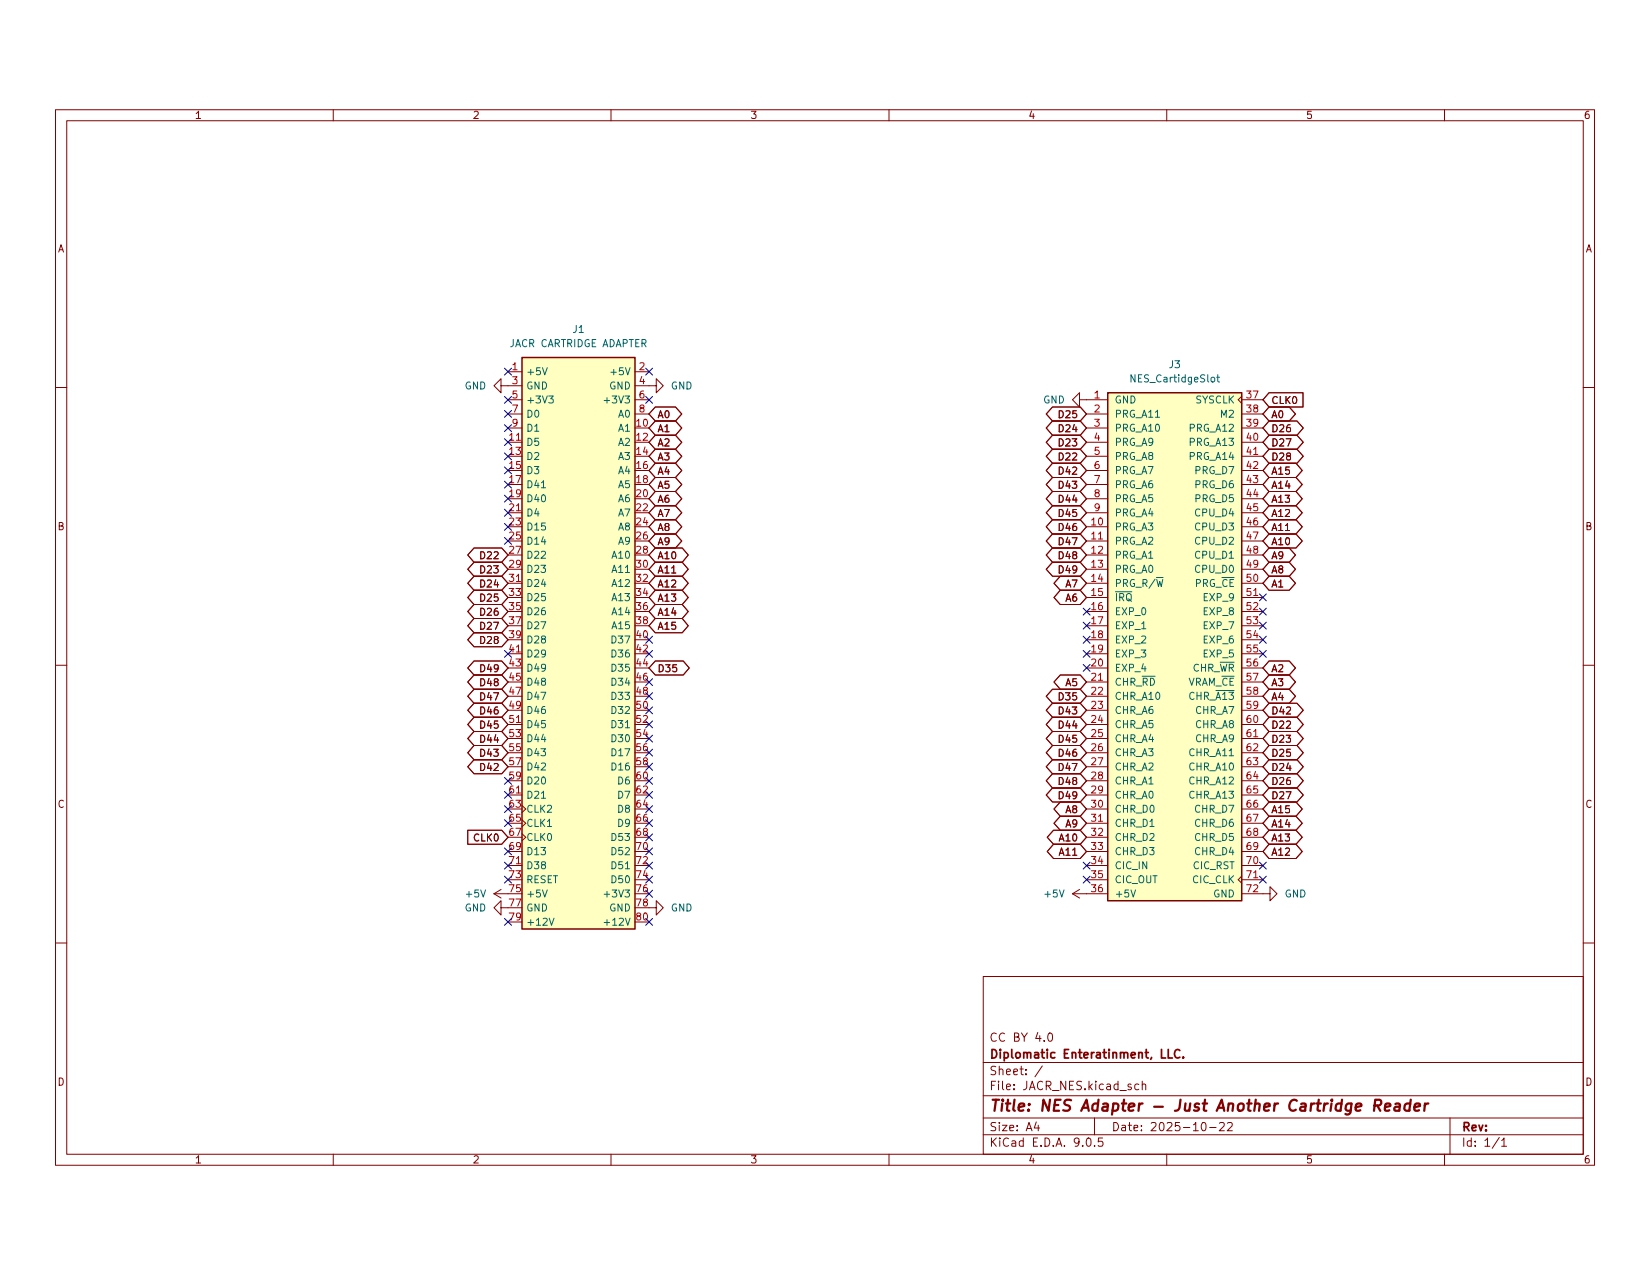 1 2 3 4 5 6
A A
B B
C C
D D
J1
JACR CARTRIDGE ADAPTER
1 +5V +5V 2
GND 3 GND GND 4 GND
5 +3V3 +3V3 6
7 D0 A0 8 A0
9 D1 A1 10 A1
11 D5 A2 12 A2
13 D2 A3 14 A3
15 D3 A4 16 A4
17 D41 A5 18 A5
19 D40 A6 20 A6
21 D4 A7 22 A7
23 D15 A8 24 A8
25 D14 A9 26 A9
D22 27 D22 A10 28 A10
D23 29 D23 A11 30 A11
D24 31 D24 A12 32 A12
D25 33 D25 A13 34 A13
D26 35 D26 A14 36 A14
D27 37 D27 A15 38 A15
D28 39 D28 D37 40
41 D29 D36 42
D49 43 D49 D35 44 D35
D48 45 D48 D34 46
D47 47 D47 D33 48
D46 49 D46 D32 50
D45 51 D45 D31 52
D44 53 D44 D30 54
D43 55 D43 D17 56
D42 57 D42 D16 58
59 D20 D6 60
61 D21 D7 62
63 CLK2 D8 64
65 CLK1 D9 66
CLK0 67 CLK0 D53 68
69 D13 D52 70
71 D38 D51 72
73 RESET D50 74
+5V 75 +5V +3V3 76
GND 77 GND GND 78 GND
79 +12V +12V 80
J3
NES_CartidgeSlot
GND 1 GND SYSCLK 37 CLK0
D25 2 PRG_A11 M2 38 A0
D24 3 PRG_A10 PRG_A12 39 D26
D23 4 PRG_A9 PRG_A13 40 D27
D22 5 PRG_A8 PRG_A14 41 D28
D42 6 PRG_A7 PRG_D7 42 A15
D43 7 PRG_A6 PRG_D6 43 A14
D44 8 PRG_A5 PRG_D5 44 A13
D45 9 PRG_A4 CPU_D4 45 A12
D46 10 PRG_A3 CPU_D3 46 A11
D47 11 PRG_A2 CPU_D2 47 A10
D48 12 PRG_A1 CPU_D1 48 A9
D49 13 PRG_A0 CPU_D0 49 A8
A7 14 PRG_R/W PRG_CE 50 A1
A6 15 IRQ EXP_9 51
16 EXP_0 EXP_8 52
17 EXP_1 EXP_7 53
18 EXP_2 EXP_6 54
19 EXP_3 EXP_5 55
20 EXP_4 CHR_WR 56 A2
A5 21 CHR_RD VRAM_CE 57 A3
D35 22 CHR_A10 CHR_A13 58 A4
D43 23 CHR_A6 CHR_A7 59 D42
D44 24 CHR_A5 CHR_A8 60 D22
D45 25 CHR_A4 CHR_A9 61 D23
D46 26 CHR_A3 CHR_A11 62 D25
D47 27 CHR_A2 CHR_A10 63 D24
D48 28 CHR_A1 CHR_A12 64 D26
D49 29 CHR_A0 CHR_A13 65 D27
A8 30 CHR_D0 CHR_D7 66 A15
A9 31 CHR_D1 CHR_D6 67 A14
A10 32 CHR_D2 CHR_D5 68 A13
A11 33 CHR_D3 CHR_D4 69 A12
34 CIC_IN CIC_RST 70
35 CIC_OUT CIC_CLK 71
+5V 36 +5V GND 72 GND
CC BY 4.0
Diplomatic Enteratinment, LLC.
Sheet: /
File: JACR_NES.kicad_sch
Title: NES Adapter – Just Another Cartridge Reader
Size: A4 Date: 2025-10-22 Rev:
KiCad E.D.A. 9.0.5 Id: 1/1
1 2 3 4 5 6